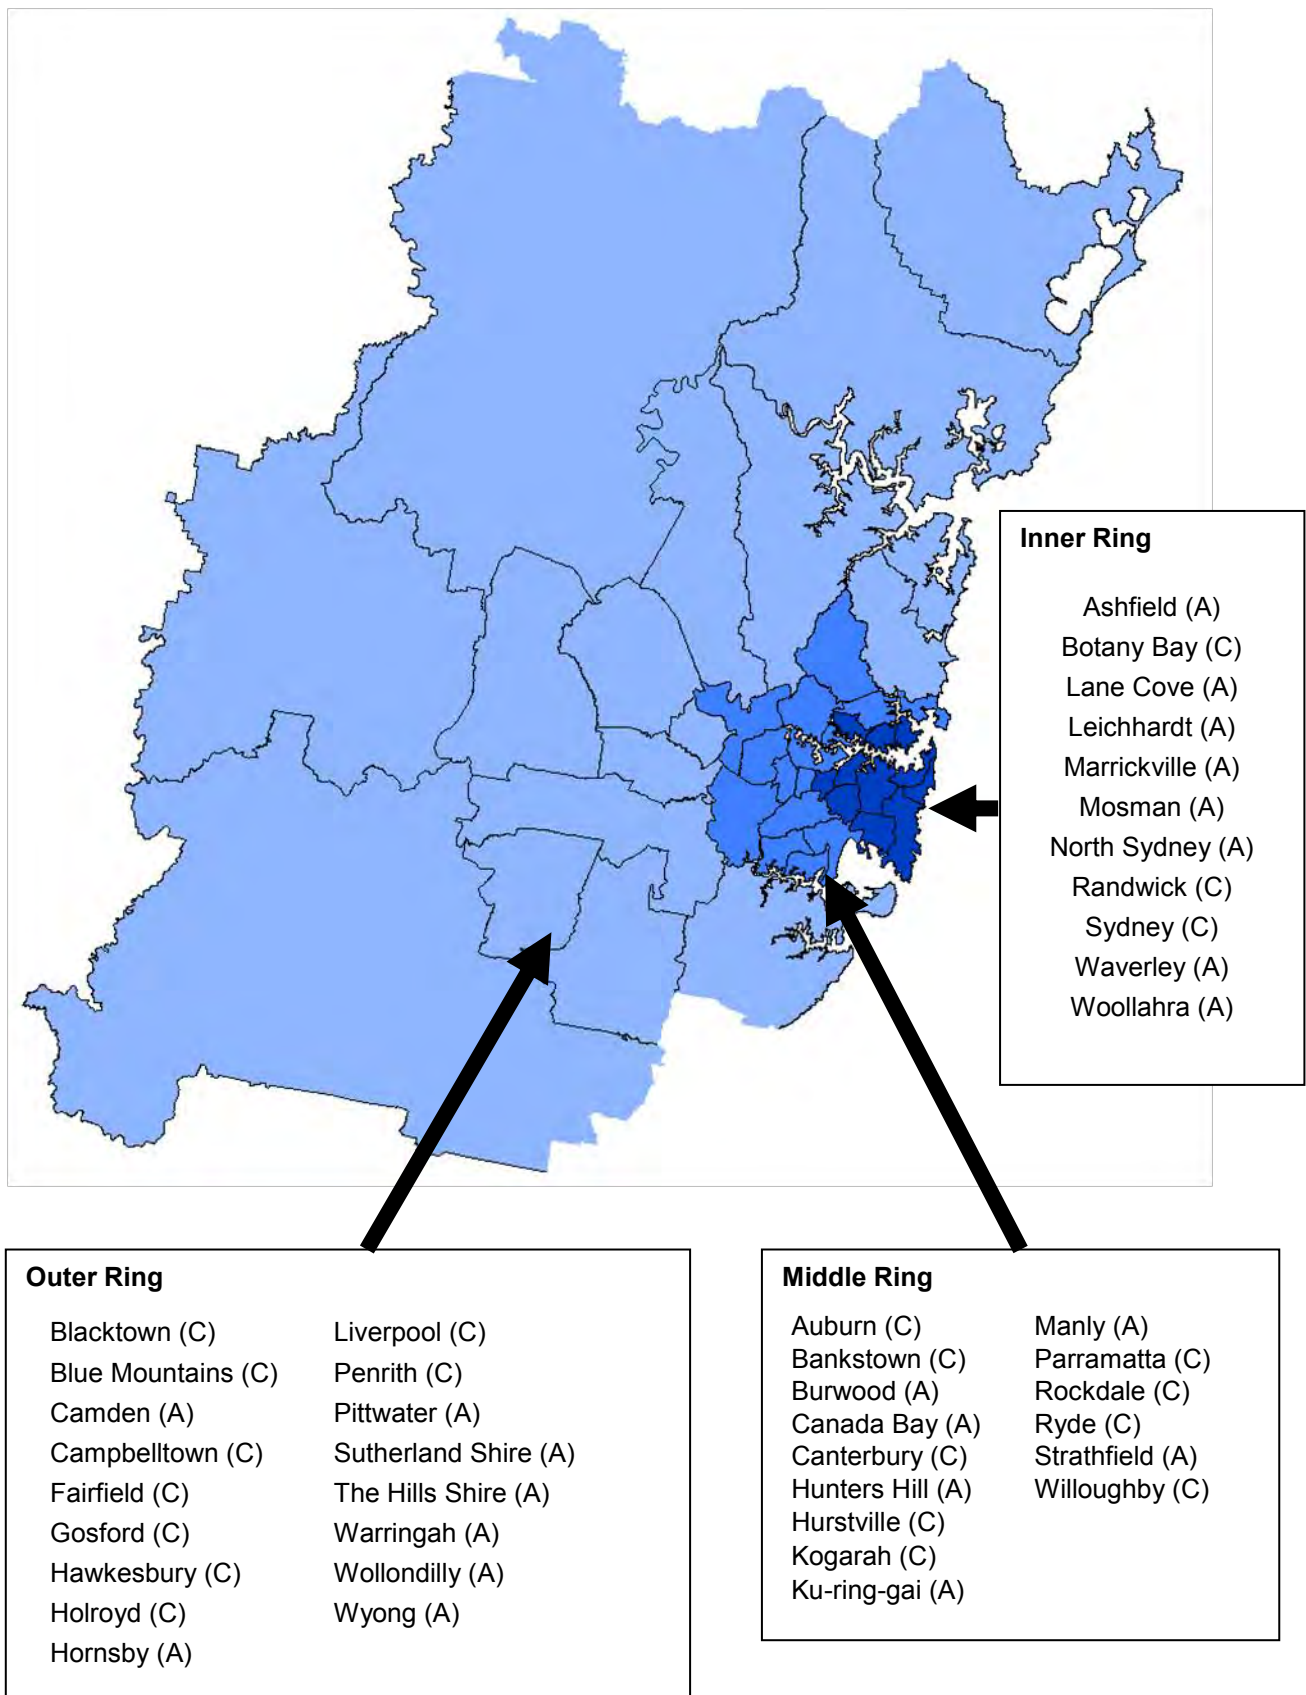 Inner Ring
Ashfield (A)
Botany Bay (C)
Lane Cove (A)
Leichhardt (A)
Marrickville (A)
Mosman (A)
North Sydney (A)
Randwick (C)
Sydney (C)
Waverley (A)
Woollahra (A)
Outer Ring
Blacktown (C)
Blue Mountains (C)
Camden (A)
Campbelltown (C)
Fairfield (C)
Gosford (C)
Hawkesbury (C)
Holroyd (C)
Hornsby (A)
Liverpool (C)
Penrith (C)
Pittwater (A)
Sutherland Shire (A)
The Hills Shire (A)
Warringah (A)
Wollondilly (A)
Wyong (A)
Middle Ring
Auburn (C)
Bankstown (C)
Burwood (A)
Canada Bay (A)
Canterbury (C)
Hunters Hill (A)
Hurstville (C)
Kogarah (C)
Ku-ring-gai (A)
Manly (A)
Parramatta (C)
Rockdale (C)
Ryde (C)
Strathfield (A)
Willoughby (C)